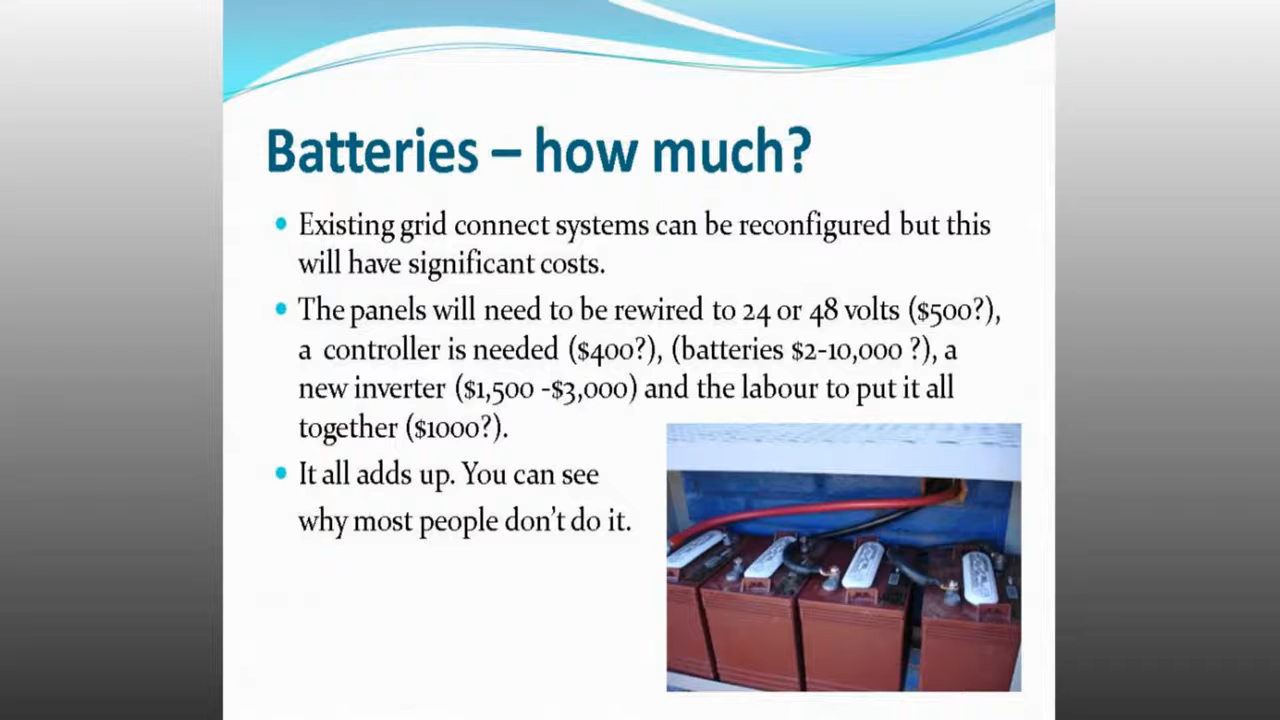 Batteries – how much?
Existing grid connect systems can be reconfigured but this
will have significant costs.
The panels will need to be rewired to 24 or 48 volts ($500?),
a controller is needed ($400?), (batteries $2-10,000 ?), a
new inverter ($1,500 -$3,000) and the labour to put it all
together ($1000?).
It all adds up. You can see
why most people don't do it.